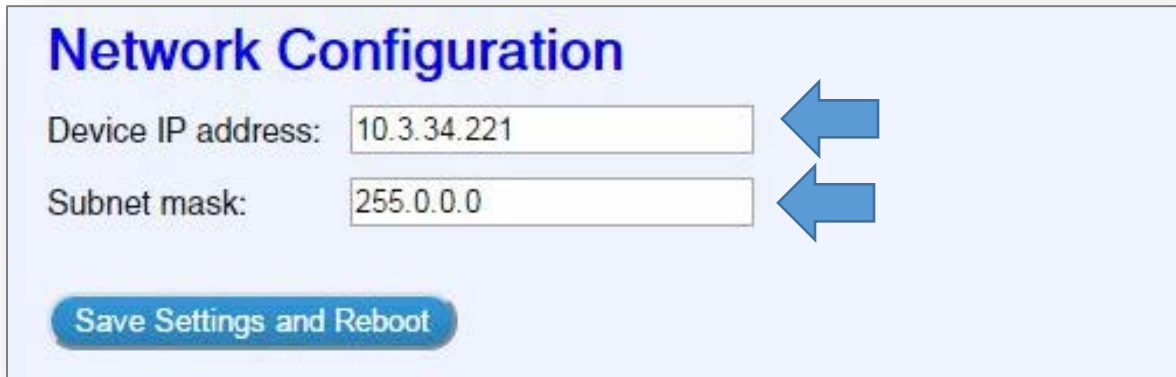 Network Configuration
Device IP address: 10.3.34.221
Subnet mask: 255.0.0.0
Save Settings and Reboot